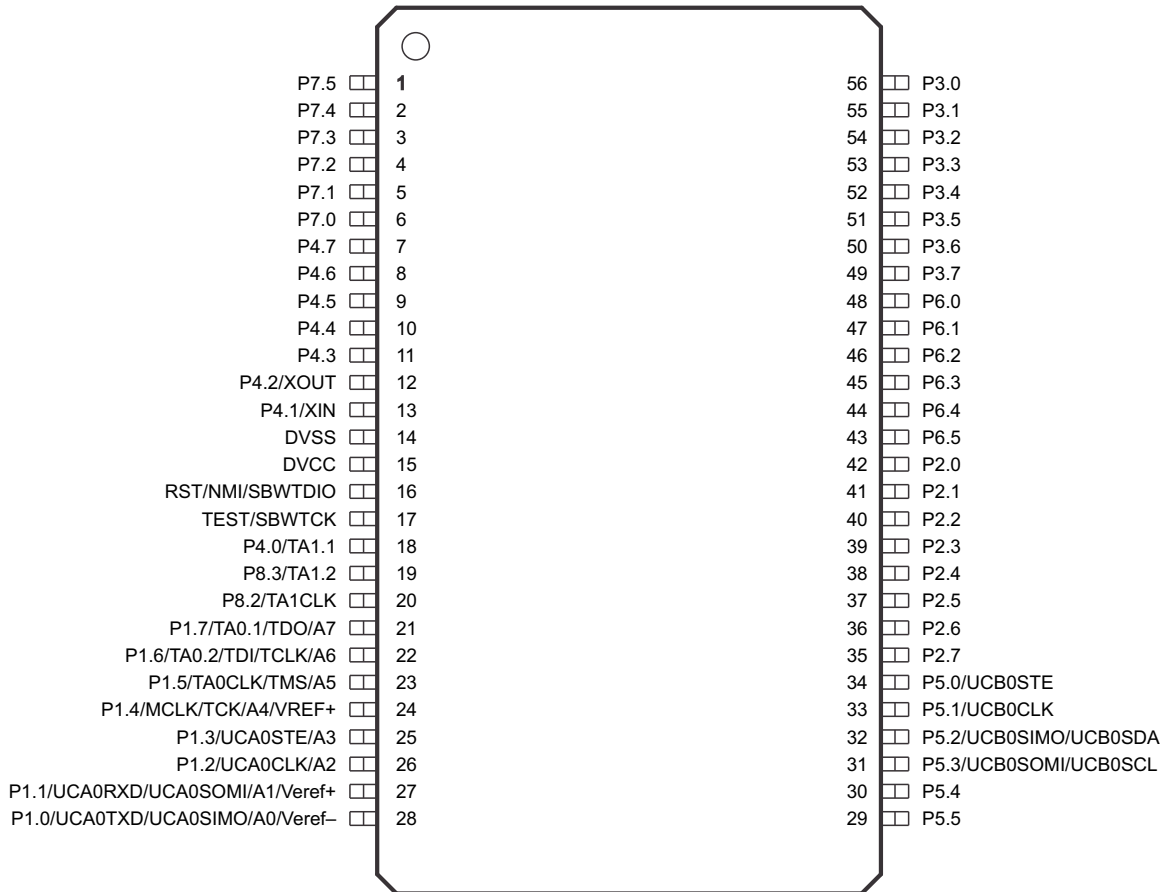 P7.5 1 56 P3.0
P7.4 2 55 P3.1
P7.3 3 54 P3.2
P7.2 4 53 P3.3
P7.1 5 52 P3.4
P7.0 6 51 P3.5
P4.7 7 50 P3.6
P4.6 8 49 P3.7
P4.5 9 48 P6.0
P4.4 10 47 P6.1
P4.3 11 46 P6.2
P4.2/XOUT 12 45 P6.3
P4.1/XIN 13 44 P6.4
DVSS 14 43 P6.5
DVCC 15 42 P2.0
RST/NMI/SBWTDIO 16 41 P2.1
TEST/SBWTCK 17 40 P2.2
P4.0/TA1.1 18 39 P2.3
P8.3/TA1.2 19 38 P2.4
P8.2/TA1CLK 20 37 P2.5
P1.7/TA0.1/TDO/A7 21 36 P2.6
P1.6/TA0.2/TDI/TCLK/A6 22 35 P2.7
P1.5/TA0CLK/TMS/A5 23 34 P5.0/UCB0STE
P1.4/MCLK/TCK/A4/VREF+ 24 33 P5.1/UCB0CLK
P1.3/UCA0STE/A3 25 32 P5.2/UCB0SIMO/UCB0SDA
P1.2/UCA0CLK/A2 26 31 P5.3/UCB0SOMI/UCB0SCL
P1.1/UCA0RXD/UCA0SOMI/A1/Veref+ 27 30 P5.4
P1.0/UCA0TXD/UCA0SIMO/A0/Veref– 28 29 P5.5